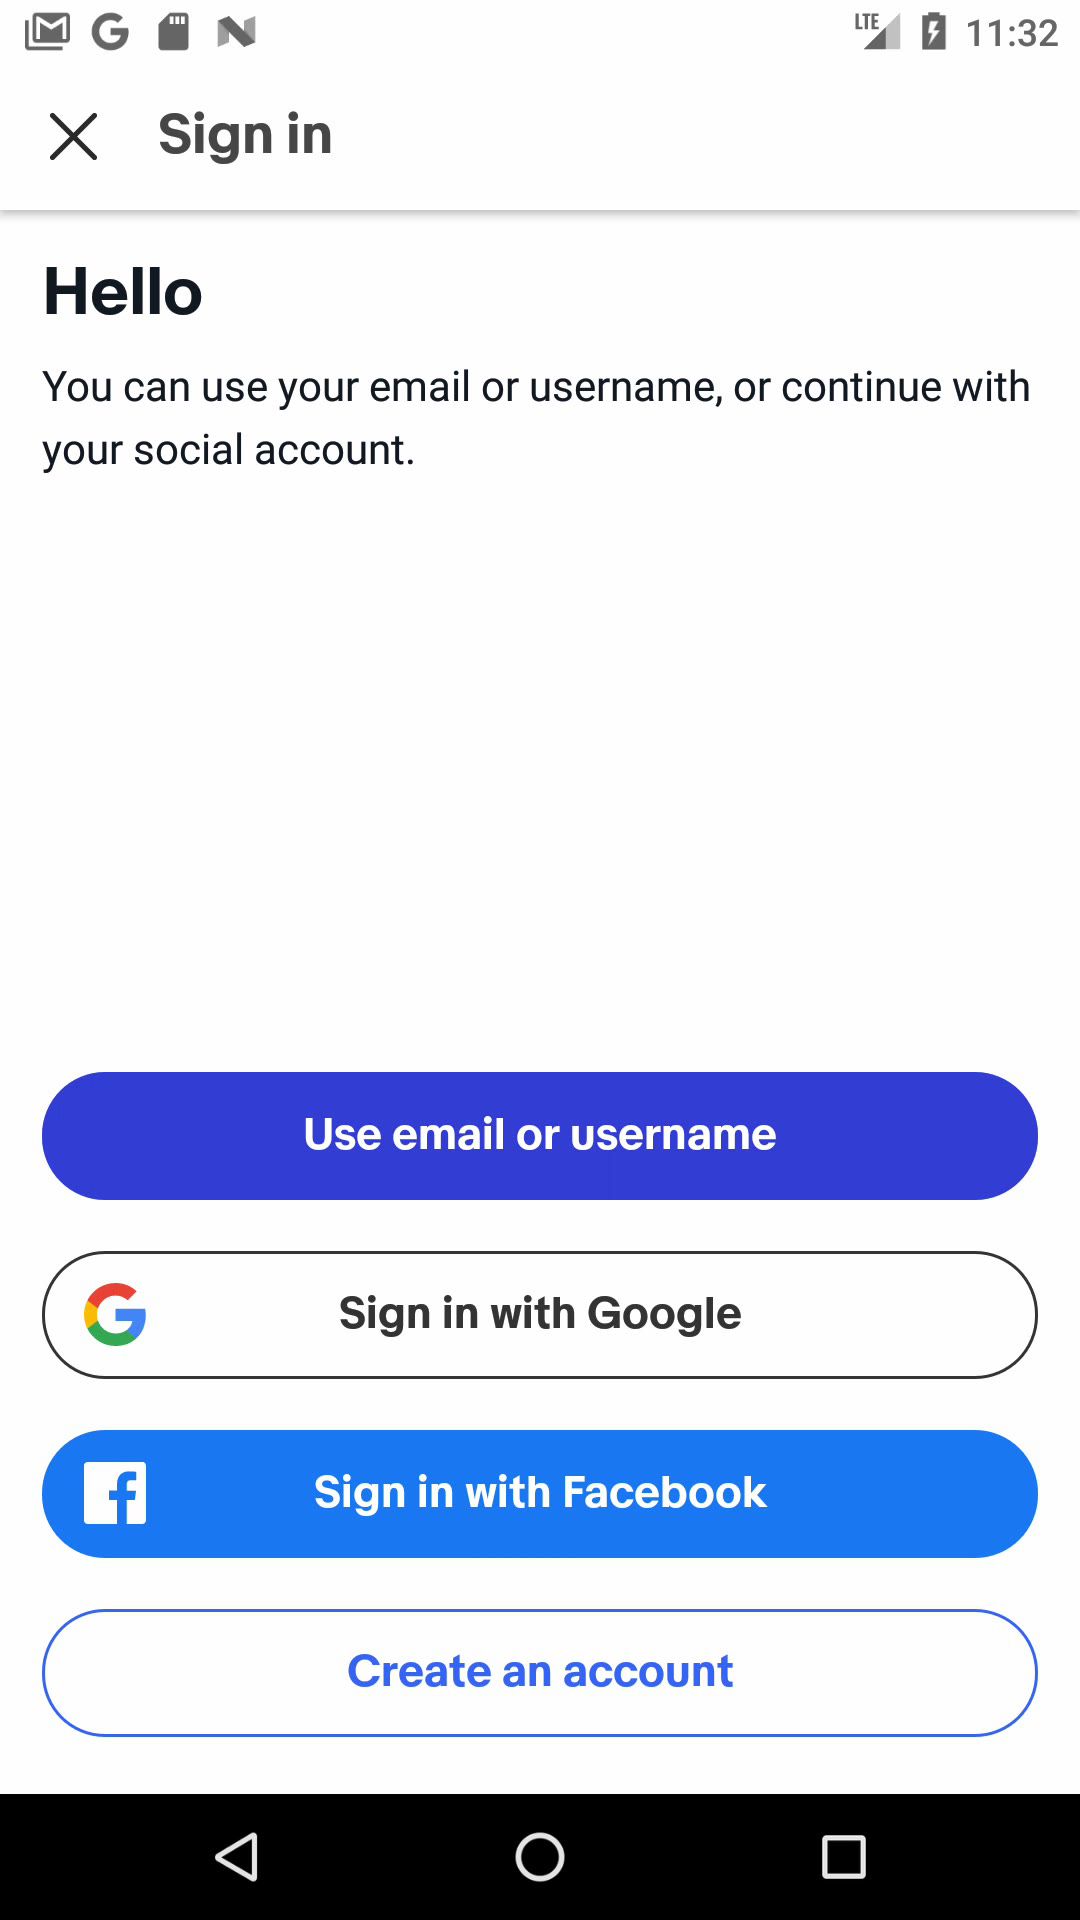 LTE 11:32
Sign in
Hello
You can use your email or username, or continue with
your social account.
Use email or username
Sign in with Google
Sign in with Facebook
Create an account